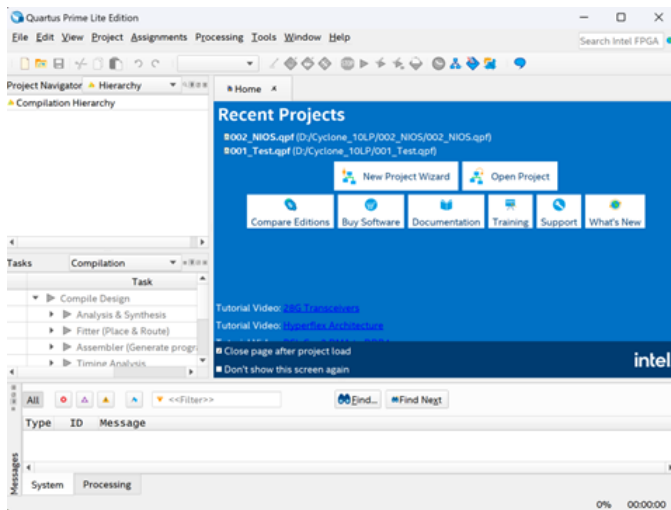 Quartus Prime Lite Edition
File Edit View Project Assignments Processing Tools Window Help
Search Intel FPGA
Project Navigator Hierarchy
Compilation Hierarchy
Home
Recent Projects
002_NIOS.qpf (D:/Cyclone_10LP/002_NIOS/002_NIOS.qpf)
001_Test.qpf (D:/Cyclone_10LP/001_Test.qpf)
New Project Wizard Open Project
Compare Editions Buy Software Documentation Training Support What's New
Tasks Compilation
Task
Compile Design
Analysis & Synthesis
Fitter (Place & Route)
Assembler (Generate progr
Timing Analysis
Tutorial Video: 28G Transceivers
Tutorial Video: Hyperflex Architecture
Tutorial Video:
Close page after project load
Don't show this screen again
intel
All <<Filter>> Find... Find Next
Type ID Message
Messages
System Processing
0% 00:00:00